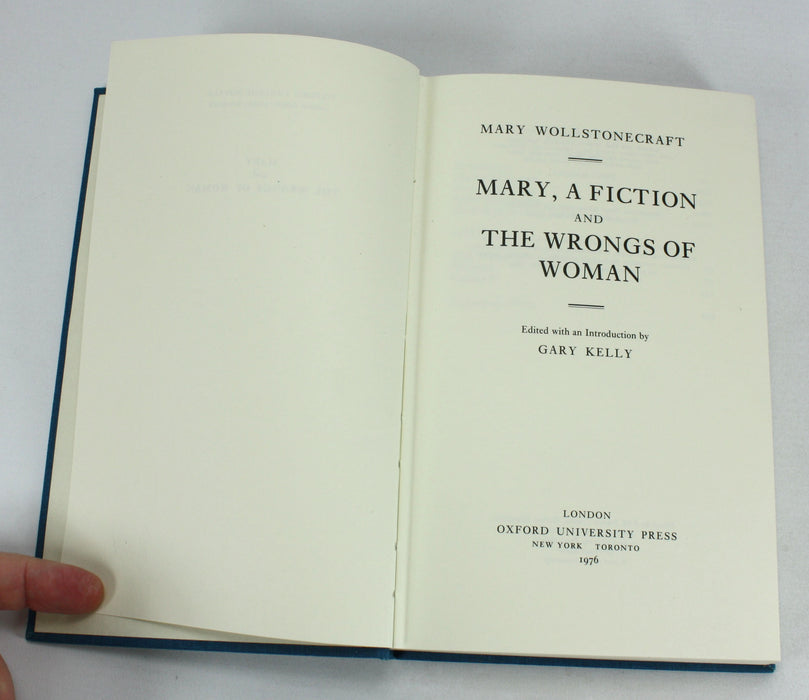 MARY WOLLSTONECRAFT
MARY, A FICTION
AND
THE WRONGS OF
WOMAN
Edited with an Introduction by
GARY KELLY
LONDON
OXFORD UNIVERSITY PRESS
NEW YORK TORONTO
1976